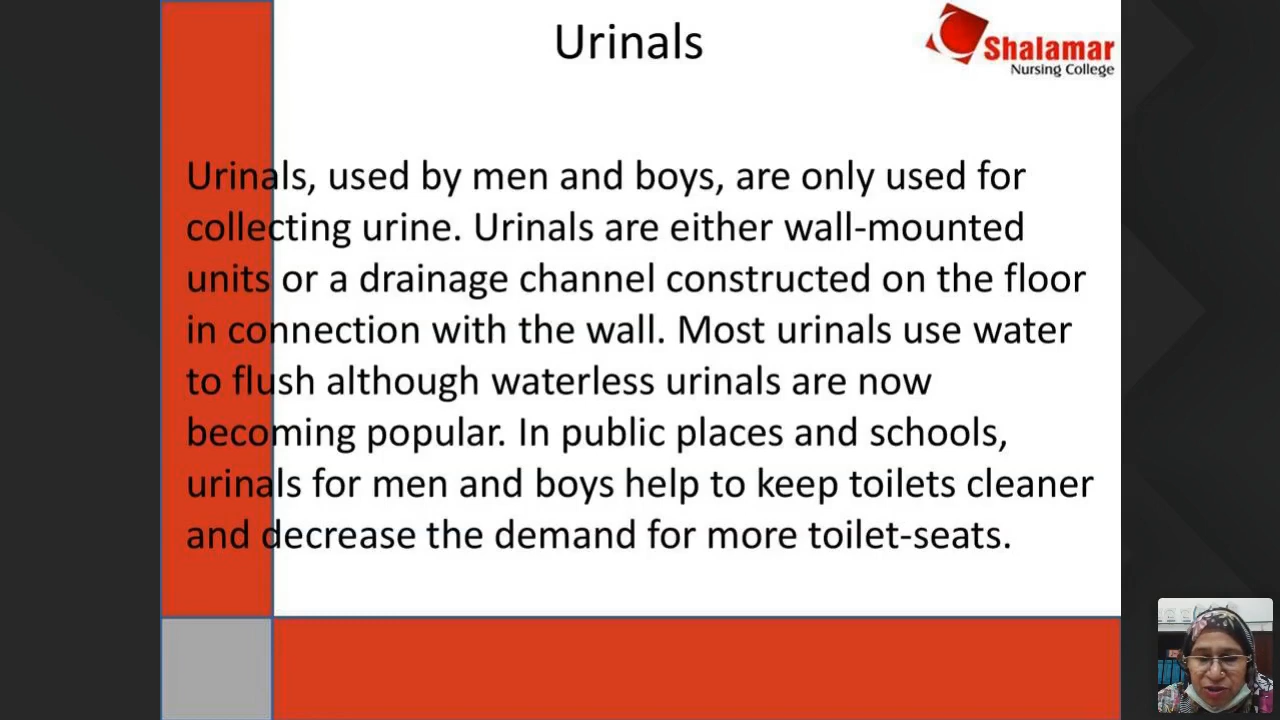 Urinals
Shalamar
Nursing College
Urinals, used by men and boys, are only used for
collecting urine. Urinals are either wall-mounted
units or a drainage channel constructed on the floor
in connection with the wall. Most urinals use water
to flush although waterless urinals are now
becoming popular. In public places and schools,
urinals for men and boys help to keep toilets cleaner
and decrease the demand for more toilet-seats.